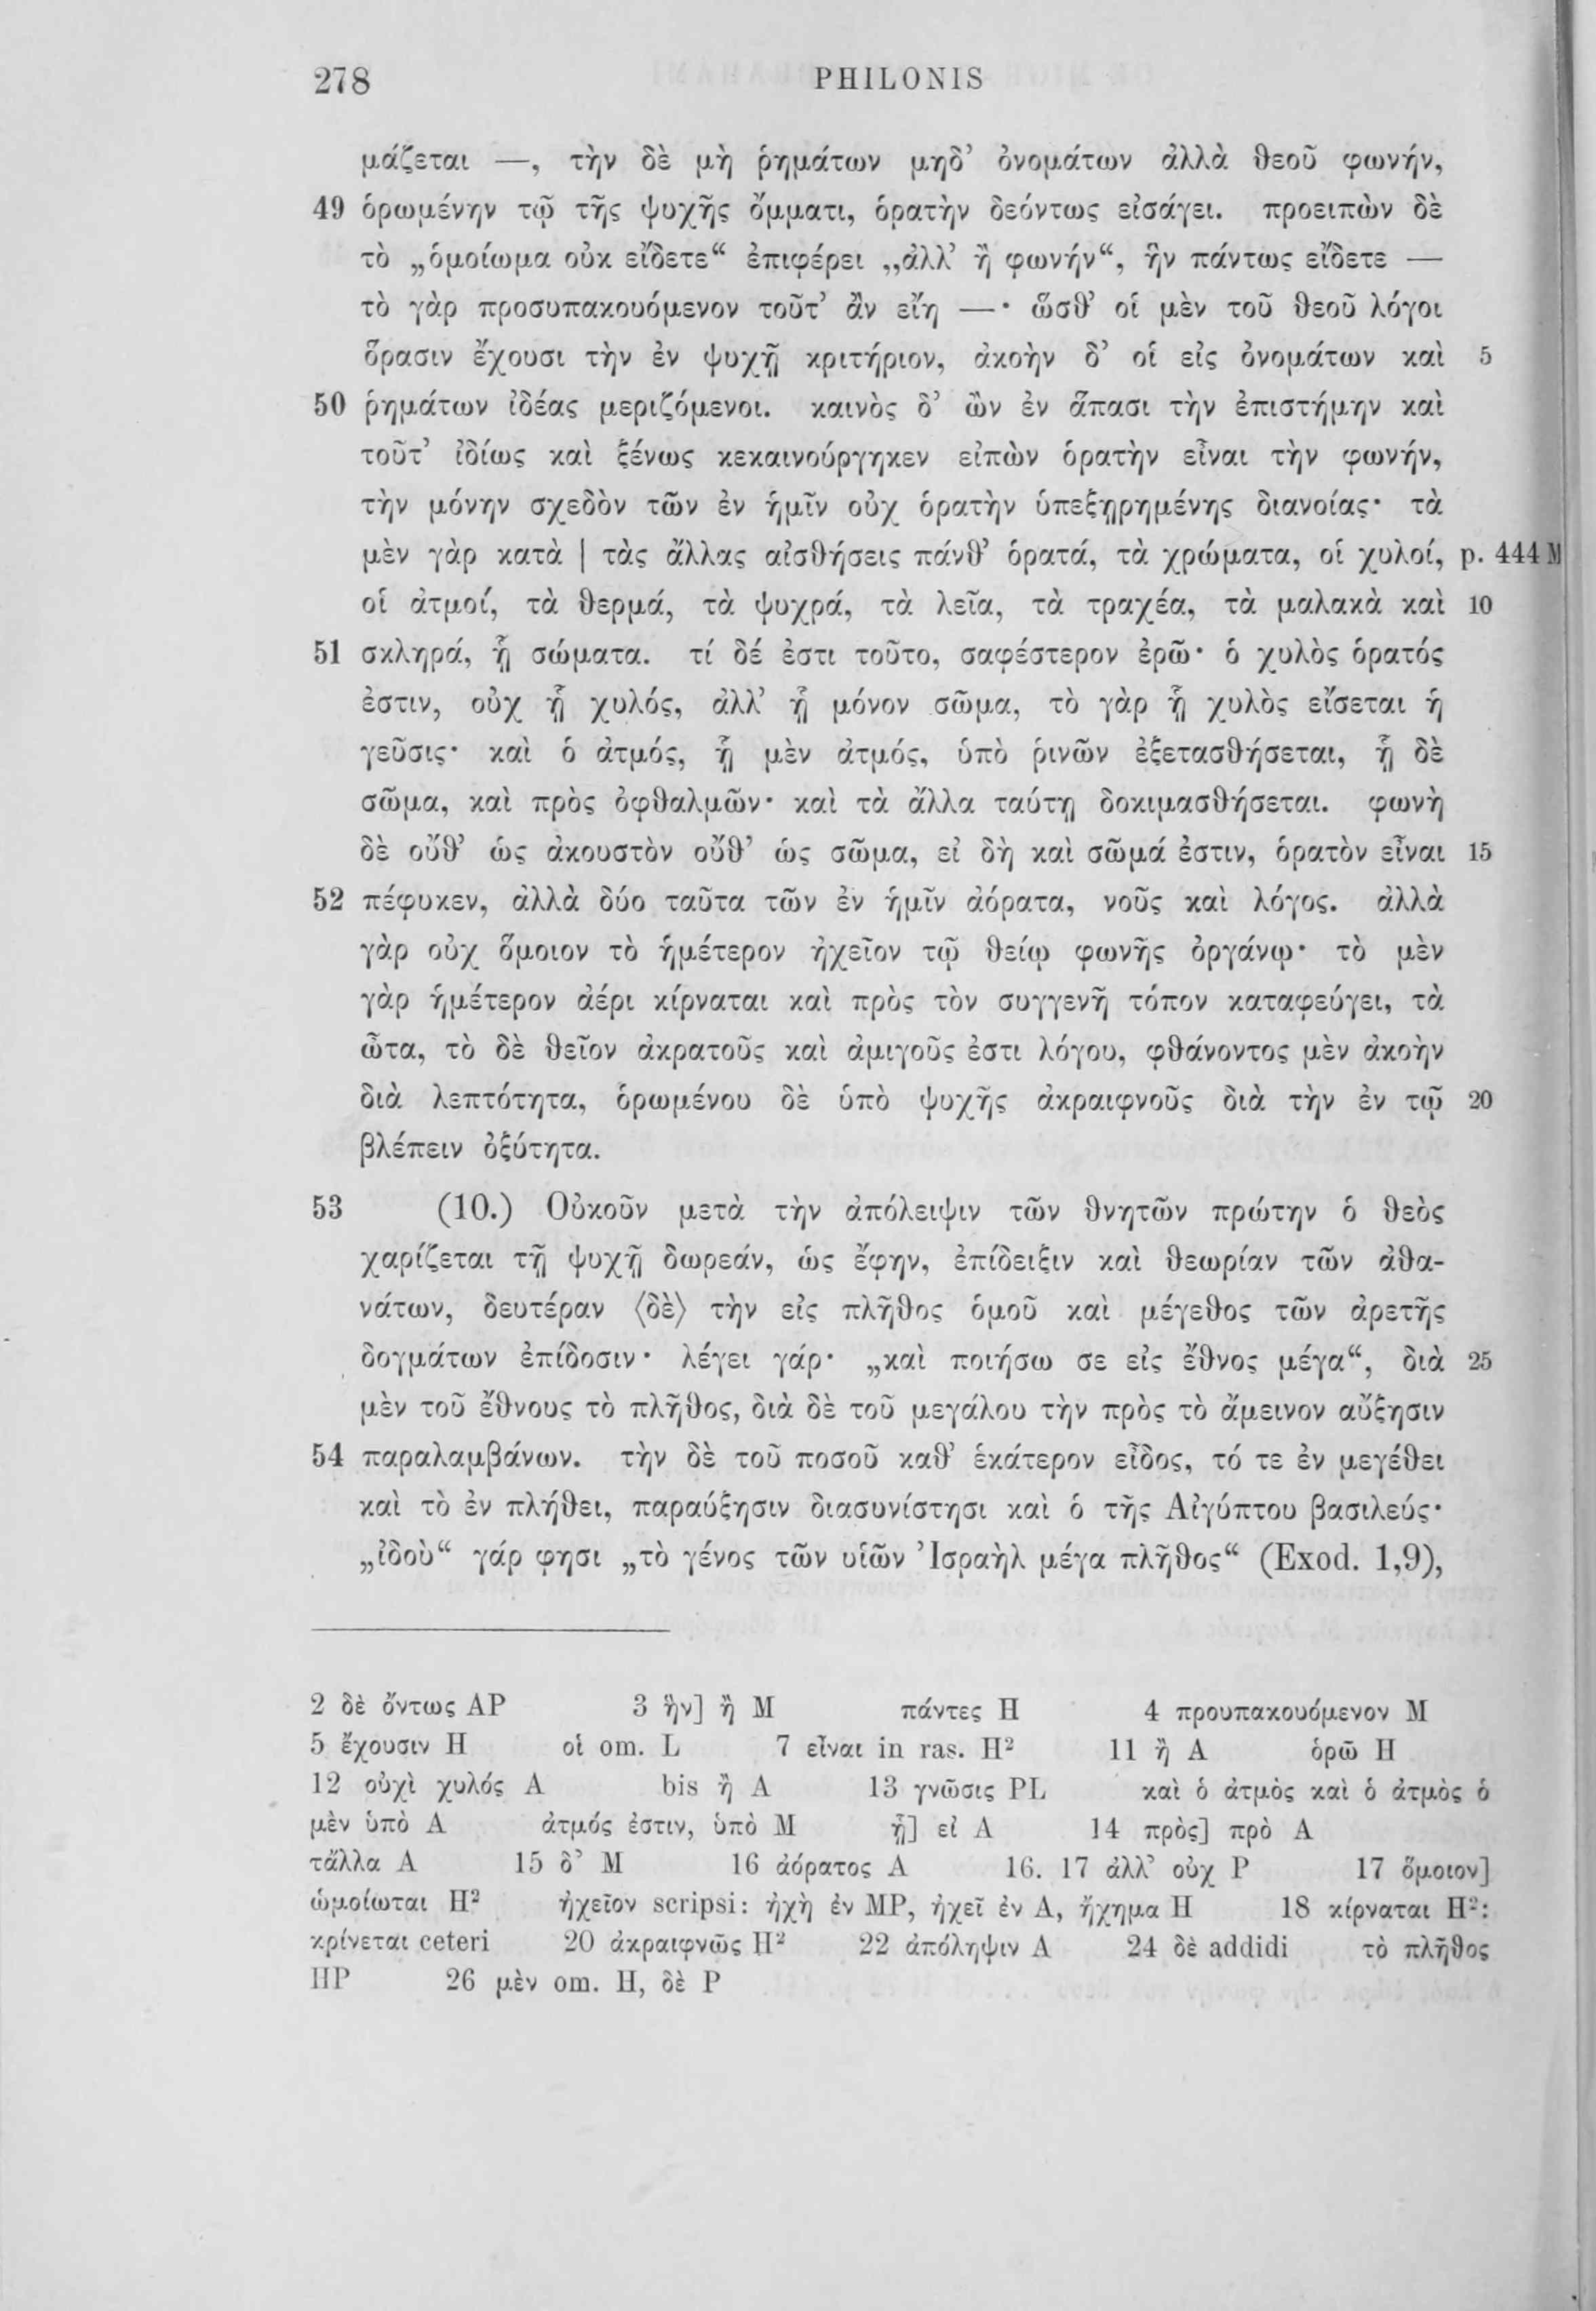 278 PHILONIS
μάζεται —, τὴν δὲ μὴ ῥημάτων μηδ’ ὀνομάτων ἀλλὰ θεοῦ φωνήν,
49 ὁρωμένην τῷ τῆς ψυχῆς ὄμματι, ὁρατὴν δεόντως εἰσάγει. προειπὼν δὲ
τὸ „ὁμοίωμα οὐκ εἴδετε“ ἐπιφέρει „ἀλλ’ ἢ φωνήν“, ἣν πάντως εἴδετε —
τὸ γὰρ προσυπακουόμενον τοῦτ’ ἂν εἴη —· ὥσθ’ οἱ μὲν τοῦ θεοῦ λόγοι
ὅρασιν ἔχουσι τὴν ἐν ψυχῇ κριτήριον, ἀκοὴν δ’ οἱ εἰς ὀνομάτων καὶ 5
50 ῥημάτων ἰδέας μεριζόμενοι. καινὸς δ’ ὢν ἐν ἅπασι τὴν ἐπιστήμην καὶ
τοῦτ’ ἰδίως καὶ ξένως κεκαινούργηκεν εἰπὼν ὁρατὴν εἶναι τὴν φωνήν,
τὴν μόνην σχεδὸν τῶν ἐν ἡμῖν οὐχ ὁρατὴν ὑπεξῃρημένης διανοίας· τὰ
μὲν γὰρ κατὰ | τὰς ἄλλας αἰσθήσεις πάνθ’ ὁρατά, τὰ χρώματα, οἱ χυλοί, p. 444 M
οἱ ἀτμοί, τὰ θερμά, τὰ ψυχρά, τὰ λεῖα, τὰ τραχέα, τὰ μαλακὰ καὶ 10
51 σκληρά, ᾗ σώματα. τί δέ ἐστι τοῦτο, σαφέστερον ἐρῶ· ὁ χυλὸς ὁρατός
ἐστιν, οὐχ ᾗ χυλός, ἀλλ’ ᾗ μόνον σῶμα, τὸ γὰρ ᾗ χυλὸς εἴσεται ἡ
γεῦσις· καὶ ὁ ἀτμός, ᾗ μὲν ἀτμός, ὑπὸ ῥινῶν ἐξετασθήσεται, ᾗ δὲ
σῶμα, καὶ πρὸς ὀφθαλμῶν· καὶ τὰ ἄλλα ταύτῃ δοκιμασθήσεται. φωνὴ
δὲ οὔθ’ ὡς ἀκουστὸν οὔθ’ ὡς σῶμα, εἰ δὴ καὶ σῶμά ἐστιν, ὁρατὸν εἶναι 15
52 πέφυκεν, ἀλλὰ δύο ταῦτα τῶν ἐν ἡμῖν ἀόρατα, νοῦς καὶ λόγος. ἀλλὰ
γὰρ οὐχ ὅμοιον τὸ ἡμέτερον ἠχεῖον τῷ θείῳ φωνῆς ὀργάνῳ· τὸ μὲν
γὰρ ἡμέτερον ἀέρι κίρναται καὶ πρὸς τὸν συγγενῆ τόπον καταφεύγει, τὰ
ὦτα, τὸ δὲ θεῖον ἀκρατοῦς καὶ ἀμιγοῦς ἐστι λόγου, φθάνοντος μὲν ἀκοὴν
διὰ λεπτότητα, ὁρωμένου δὲ ὑπὸ ψυχῆς ἀκραιφνοῦς διὰ τὴν ἐν τῷ 20
βλέπειν ὀξύτητα.
53 (10.) Οὐκοῦν μετὰ τὴν ἀπόλειψιν τῶν θνητῶν πρώτην ὁ θεὸς
χαρίζεται τῇ ψυχῇ δωρεάν, ὡς ἔφην, ἐπίδειξιν καὶ θεωρίαν τῶν ἀθα-
νάτων, δευτέραν ⟨δὲ⟩ τὴν εἰς πλῆθος ὁμοῦ καὶ μέγεθος τῶν ἀρετῆς
δογμάτων ἐπίδοσιν· λέγει γάρ· „καὶ ποιήσω σε εἰς ἔθνος μέγα“, διὰ 25
μὲν τοῦ ἔθνους τὸ πλῆθος, διὰ δὲ τοῦ μεγάλου τὴν πρὸς τὸ ἄμεινον αὔξησιν
54 παραλαμβάνων. τὴν δὲ τοῦ ποσοῦ καθ’ ἑκάτερον εἶδος, τό τε ἐν μεγέθει
καὶ τὸ ἐν πλήθει, παραύξησιν διασυνίστησι καὶ ὁ τῆς Αἰγύπτου βασιλεύς·
„ἰδοὺ“ γάρ φησι „τὸ γένος τῶν υἱῶν Ἰσραὴλ μέγα πλῆθος“ (Exod. 1,9),
2 δὲ ὄντως AP 3 ἣν] ἢ M πάντες H 4 προυπακουόμενον M
5 ἔχουσιν H οἱ om. L 7 εἶναι in ras. H² 11 ἢ A ὁρῶ H
12 οὐχὶ χυλός A bis ἢ A 13 γνῶσις PL καὶ ὁ ἀτμὸς καὶ ὁ ἀτμὸς ὁ
μὲν ὑπὸ A ἀτμός ἐστιν, ὑπὸ M ᾗ] εἰ A 14 πρὸς] πρὸ A
τἄλλα A 15 δ’ M 16 ἀόρατος A 16. 17 ἀλλ’ οὐχ P 17 ὅμοιον]
ὡμοίωται H² ἠχεῖον scripsi: ἠχὴ ἐν MP, ἠχεῖ ἐν A, ἤχημα H 18 κίρναται H²:
κρίνεται ceteri 20 ἀκραιφνῶς H² 22 ἀπόληψιν A 24 δὲ addidi τὸ πλῆθος
HP 26 μὲν om. H, δὲ P